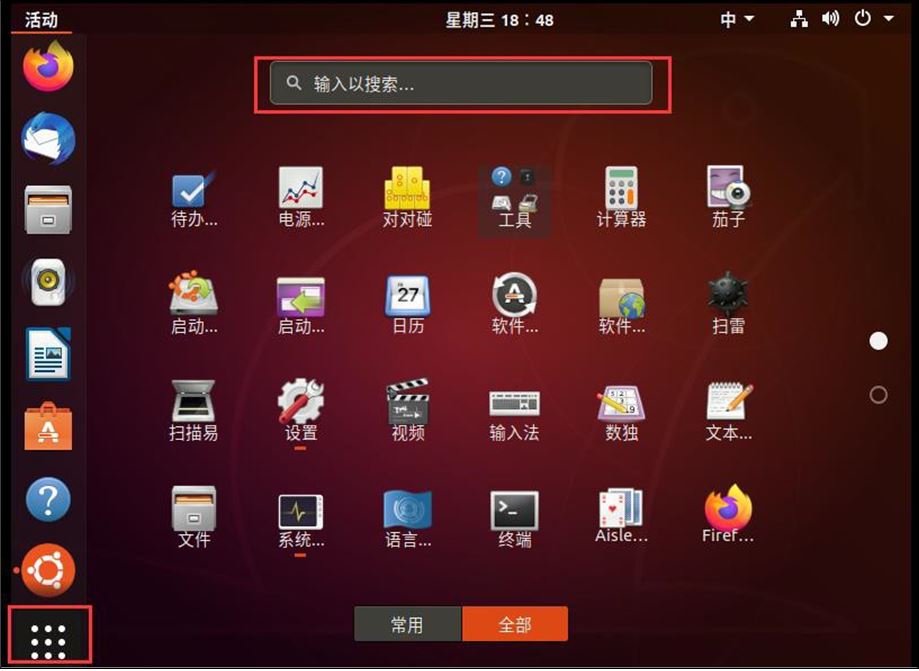 活动
星期三 18：48
中
输入以搜索...
待办...
电源...
对对碰
工具
计算器
茄子
启动...
启动...
27
日历
软件...
软件...
扫雷
扫描易
设置
视频
输入法
数独
文本...
文件
系统...
语言...
终端
Aisle...
Firef...
常用
全部